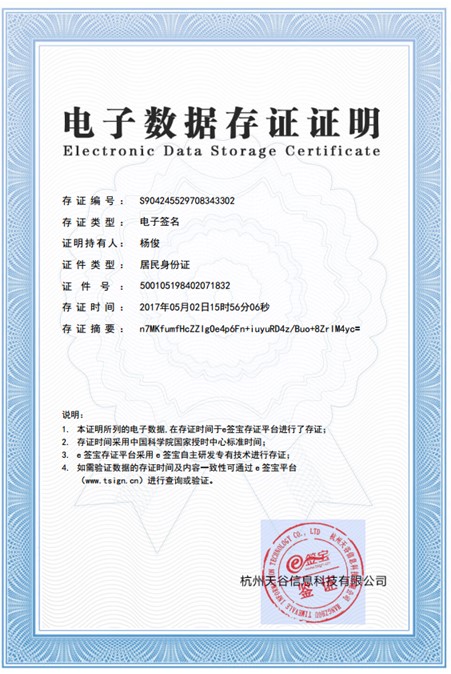 电子数据存证证明
Electronic Data Storage Certificate
存证编号： S904245529708343302
存证类型： 电子签名
证明持有人： 杨俊
证件类型： 居民身份证
证件号： 500105198402071832
存证时间： 2017年05月02日15时56分06秒
存证摘要： n7MKfumfHcZZIgOe4p6Fn+iuyuRD4z/Buo+8ZrIM4yc=
说明：
1. 本证明所列的电子数据,在存证时间于e签宝存证平台进行了存证；
2. 存证时间采用中国科学院国家授时中心标准时间；
3. e签宝存证平台采用e签宝自主研发专有技术进行存证；
4. 如需验证数据的存证时间及内容一致性可通过e签宝平台
（www.tsign.cn）进行查询或验证。
e签宝
杭州天谷信息科技有限公司
签证